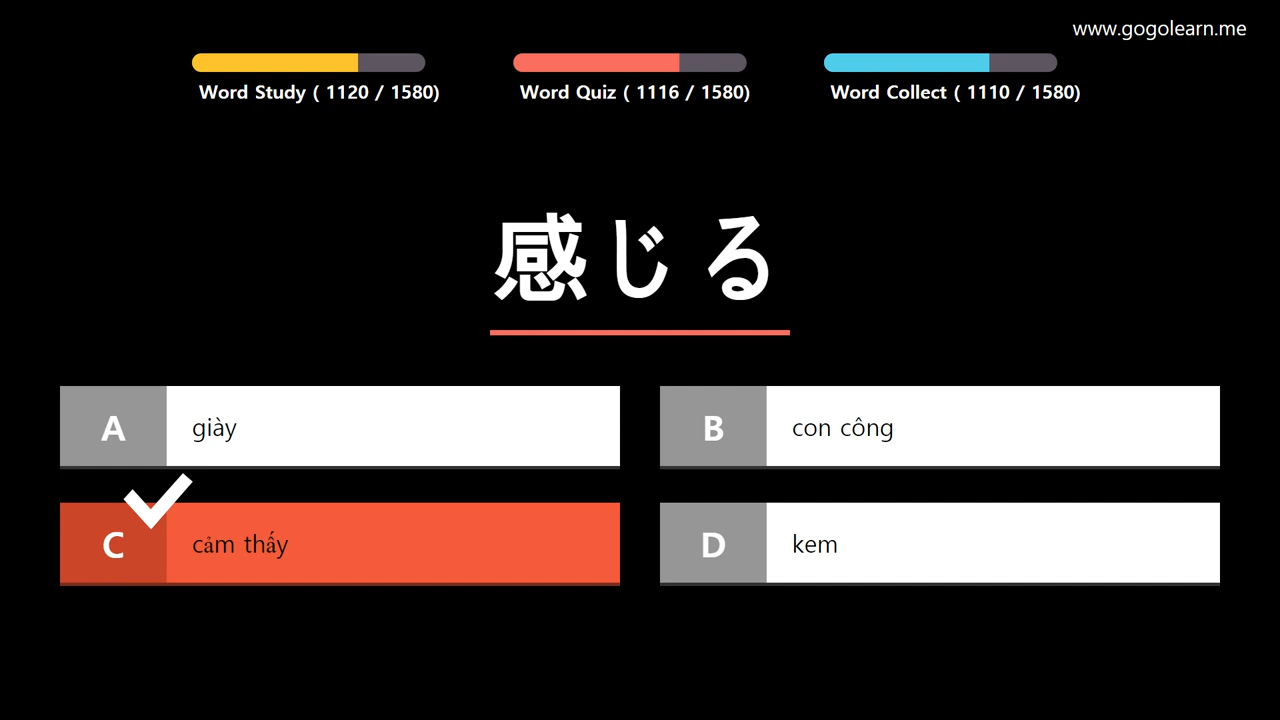 www.gogolearn.me
Word Study ( 1120 / 1580)
Word Quiz ( 1116 / 1580)
Word Collect ( 1110 / 1580)
感じる
A giày
B con công
C cảm thấy
D kem